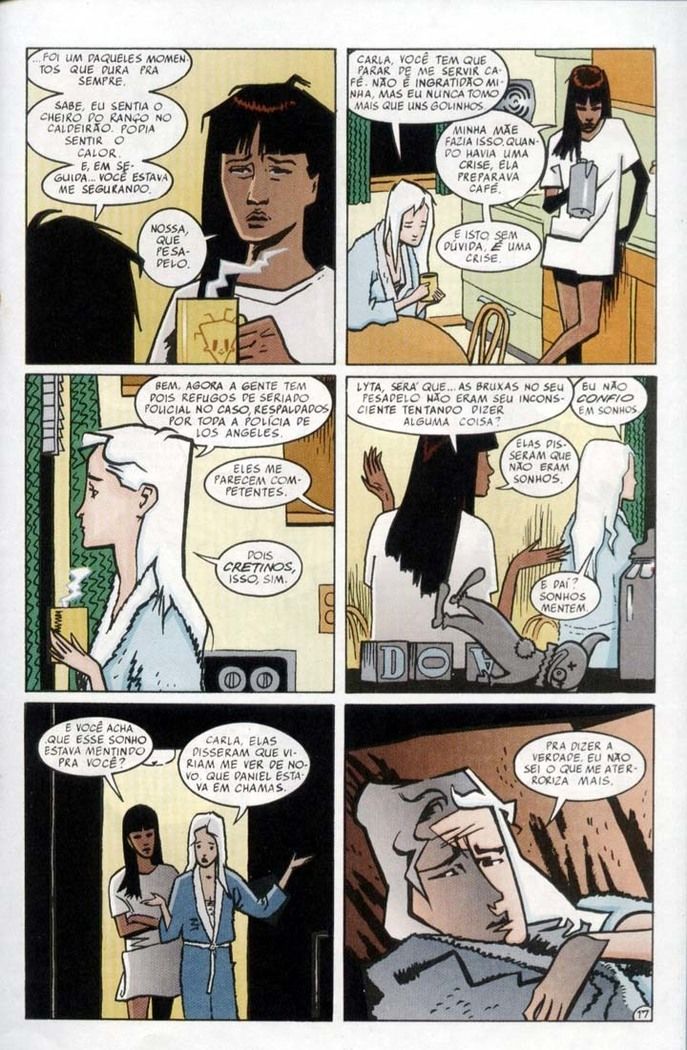 ...FOI UM DAQUELES MOMEN-
TOS QUE DURA PRA
SEMPRE.
SABE, EU SENTIA O
CHEIRO DO RANÇO NO
CALDEIRÃO. PODIA
SENTIR O
CALOR.
E, EM SE-
GUIDA... VOCÊ ESTAVA
ME SEGURANDO.
NOSSA,
QUE
PESA-
DELO.
CARLA, VOCÊ TEM QUE
PARAR DE ME SERVIR CA-
FÉ. NÃO É INGRATIDÃO MI-
NHA, MAS EU NUNCA TOMO
MAIS QUE UNS GOLINHOS.
MINHA MÃE
FAZIA ISSO. QUAN-
DO HAVIA UMA
CRISE, ELA
PREPARAVA
CAFÉ.
E ISTO, SEM
DÚVIDA, É UMA
CRISE.
BEM, AGORA A GENTE TEM
DOIS REFUGOS DE SERIADO
POLICIAL NO CASO, RESPALDADOS
POR TODA A POLÍCIA DE
LOS ANGELES.
ELES ME
PARECEM COM-
PETENTES.
DOIS
CRETINOS,
ISSO, SIM.
LYTA, SERÁ QUE... AS BRUXAS NO SEU
PESADELO NÃO ERAM SEU INCONS-
CIENTE TENTANDO DIZER
ALGUMA COISA?
EU NÃO
CONFIO
EM SONHOS.
ELAS DIS-
SERAM QUE
NÃO ERAM
SONHOS.
E DAÍ?
SONHOS
MENTEM.
DOW
E VOCÊ ACHA
QUE ESSE SONHO
ESTAVA MENTINDO
PRA VOCÊ?
CARLA, ELAS
DISSERAM QUE VI-
RIAM ME VER DE NO-
VO. QUE DANIEL ESTA-
VA EM CHAMAS.
PRA DIZER A
VERDADE, EU NÃO
SEI O QUE ME ATER-
RORIZA MAIS.
17